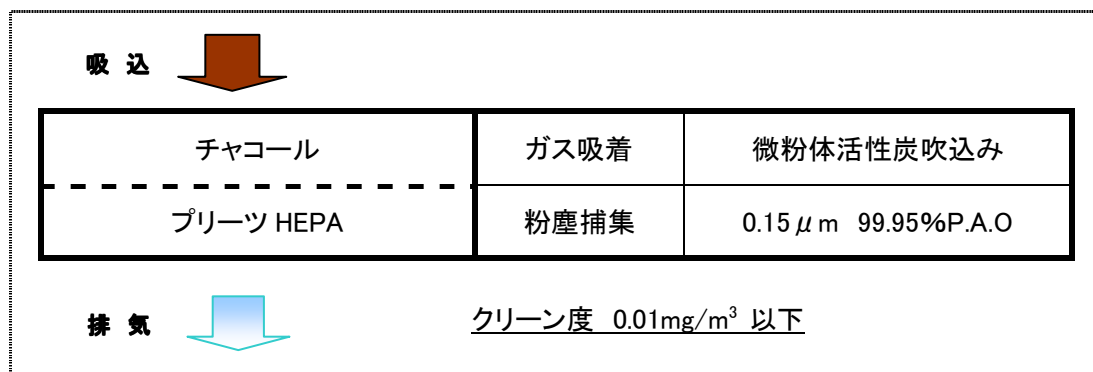 吸 込
チャコール ガス吸着 微粉体活性炭吹込み
プリーツ HEPA 粉塵捕集 0.15μm 99.95%P.A.O
排 気 クリーン度 0.01mg/m³ 以下